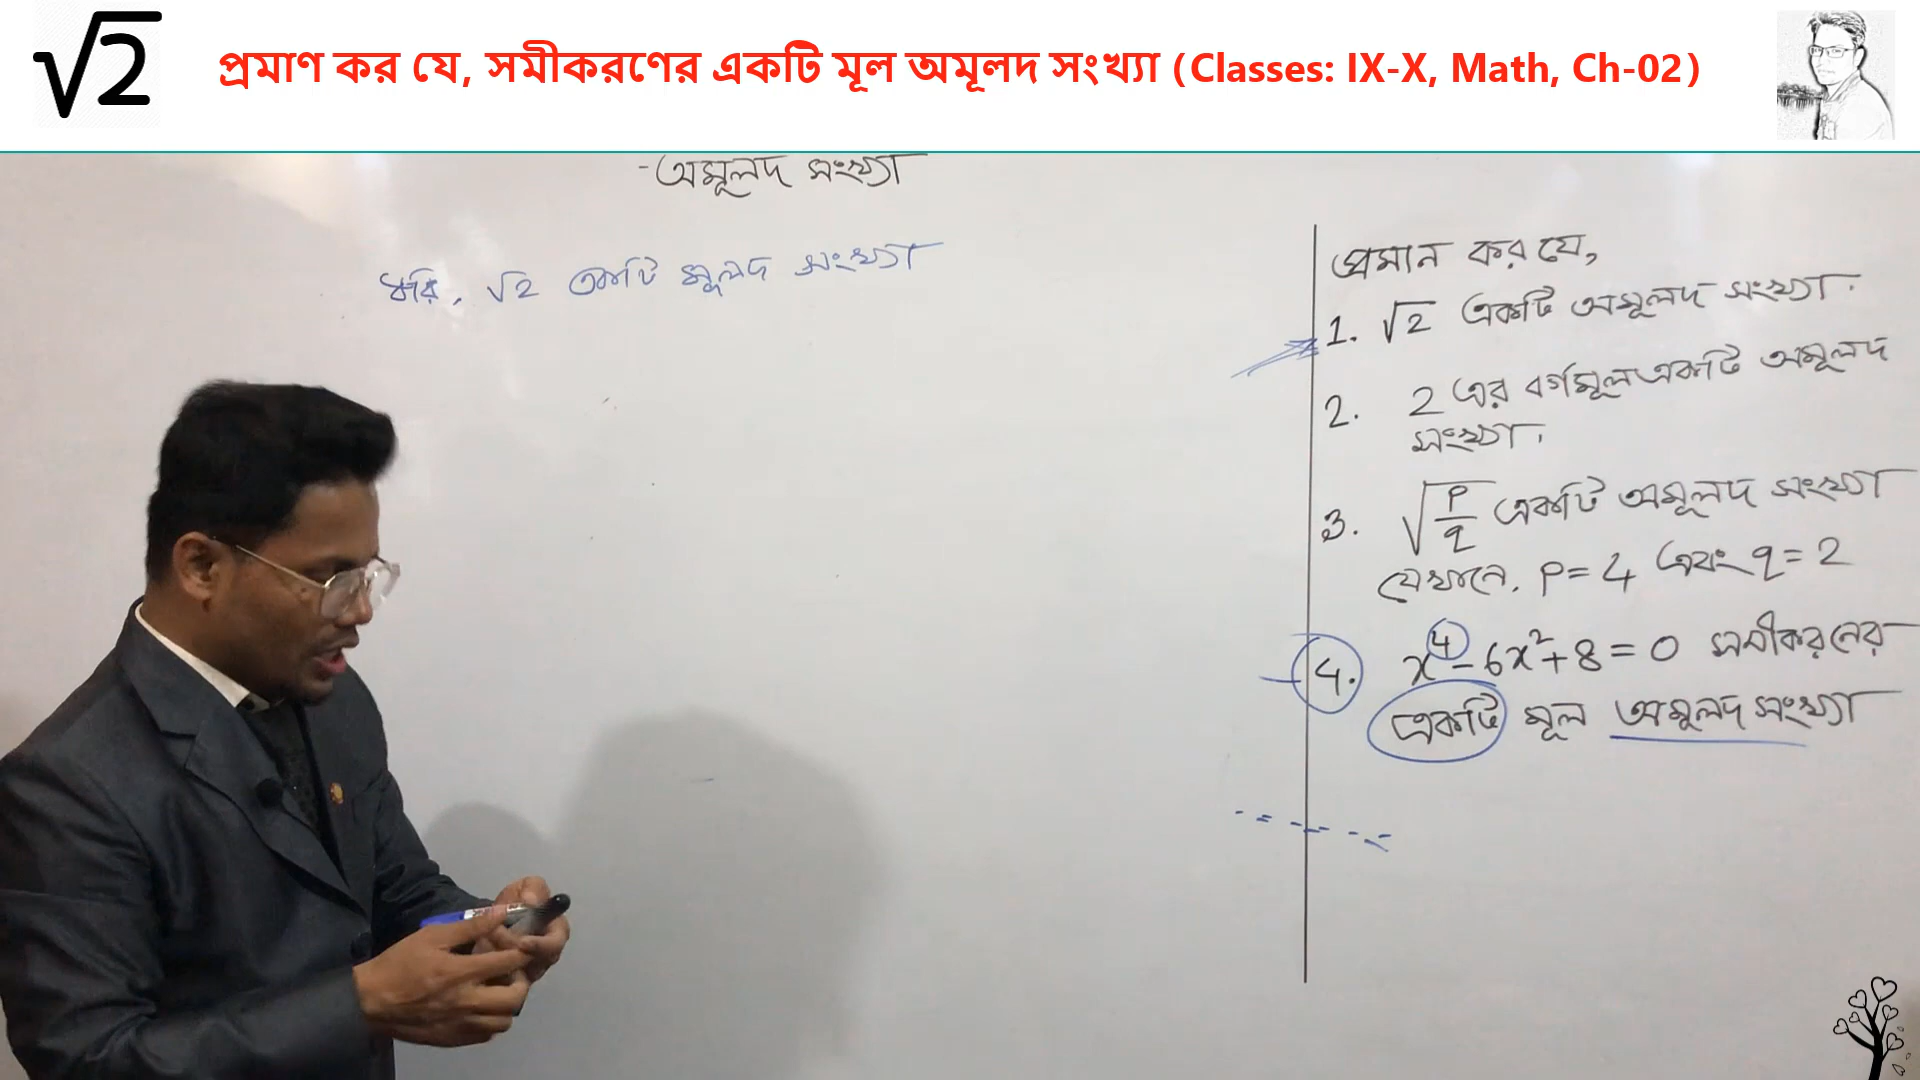 √2
প্রমাণ কর যে, সমীকরণের একটি মূল অমূলদ সংখ্যা (Classes: IX-X, Math, Ch-02)
-অমূলদ সংখ্যা
ধরি, √2 একটি মূলদ সংখ্যা
প্রমান কর যে,
1. √2 একটি অমূলদ সংখ্যা.
2. 2 এর বর্গমূল একটি অমূলদ
সংখ্যা.
3. √(p/q) একটি অমূলদ সংখ্যা
যেখানে, p=4 এবং q=2
4. x⁴-6x²+8=0 সমীকরনের
একটি মূল অমূলদ সংখ্যা